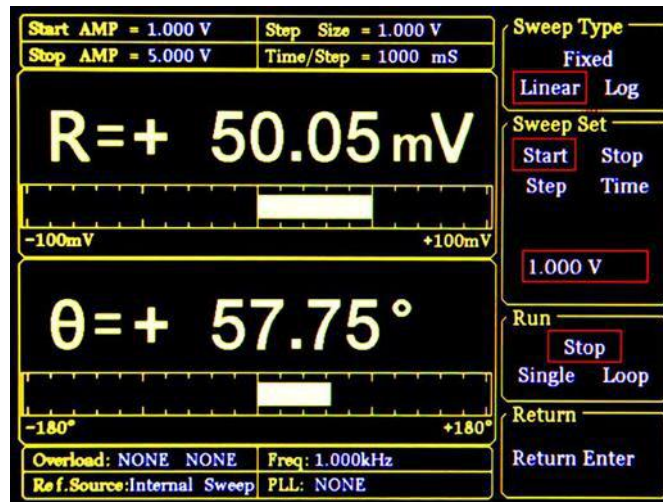 Start AMP = 1.000 V
Step Size = 1.000 V
Stop AMP = 5.000 V
Time/Step = 1000 mS
R=+ 50.05 mV
-100mV
+100mV
θ=+ 57.75 °
-180°
+180°
Overload: NONE NONE
Freq: 1.000kHz
Ref.Source:Internal Sweep
PLL: NONE
Sweep Type
Fixed
Linear Log
Sweep Set
Start Stop
Step Time
1.000 V
Run
Stop
Single Loop
Return
Return Enter